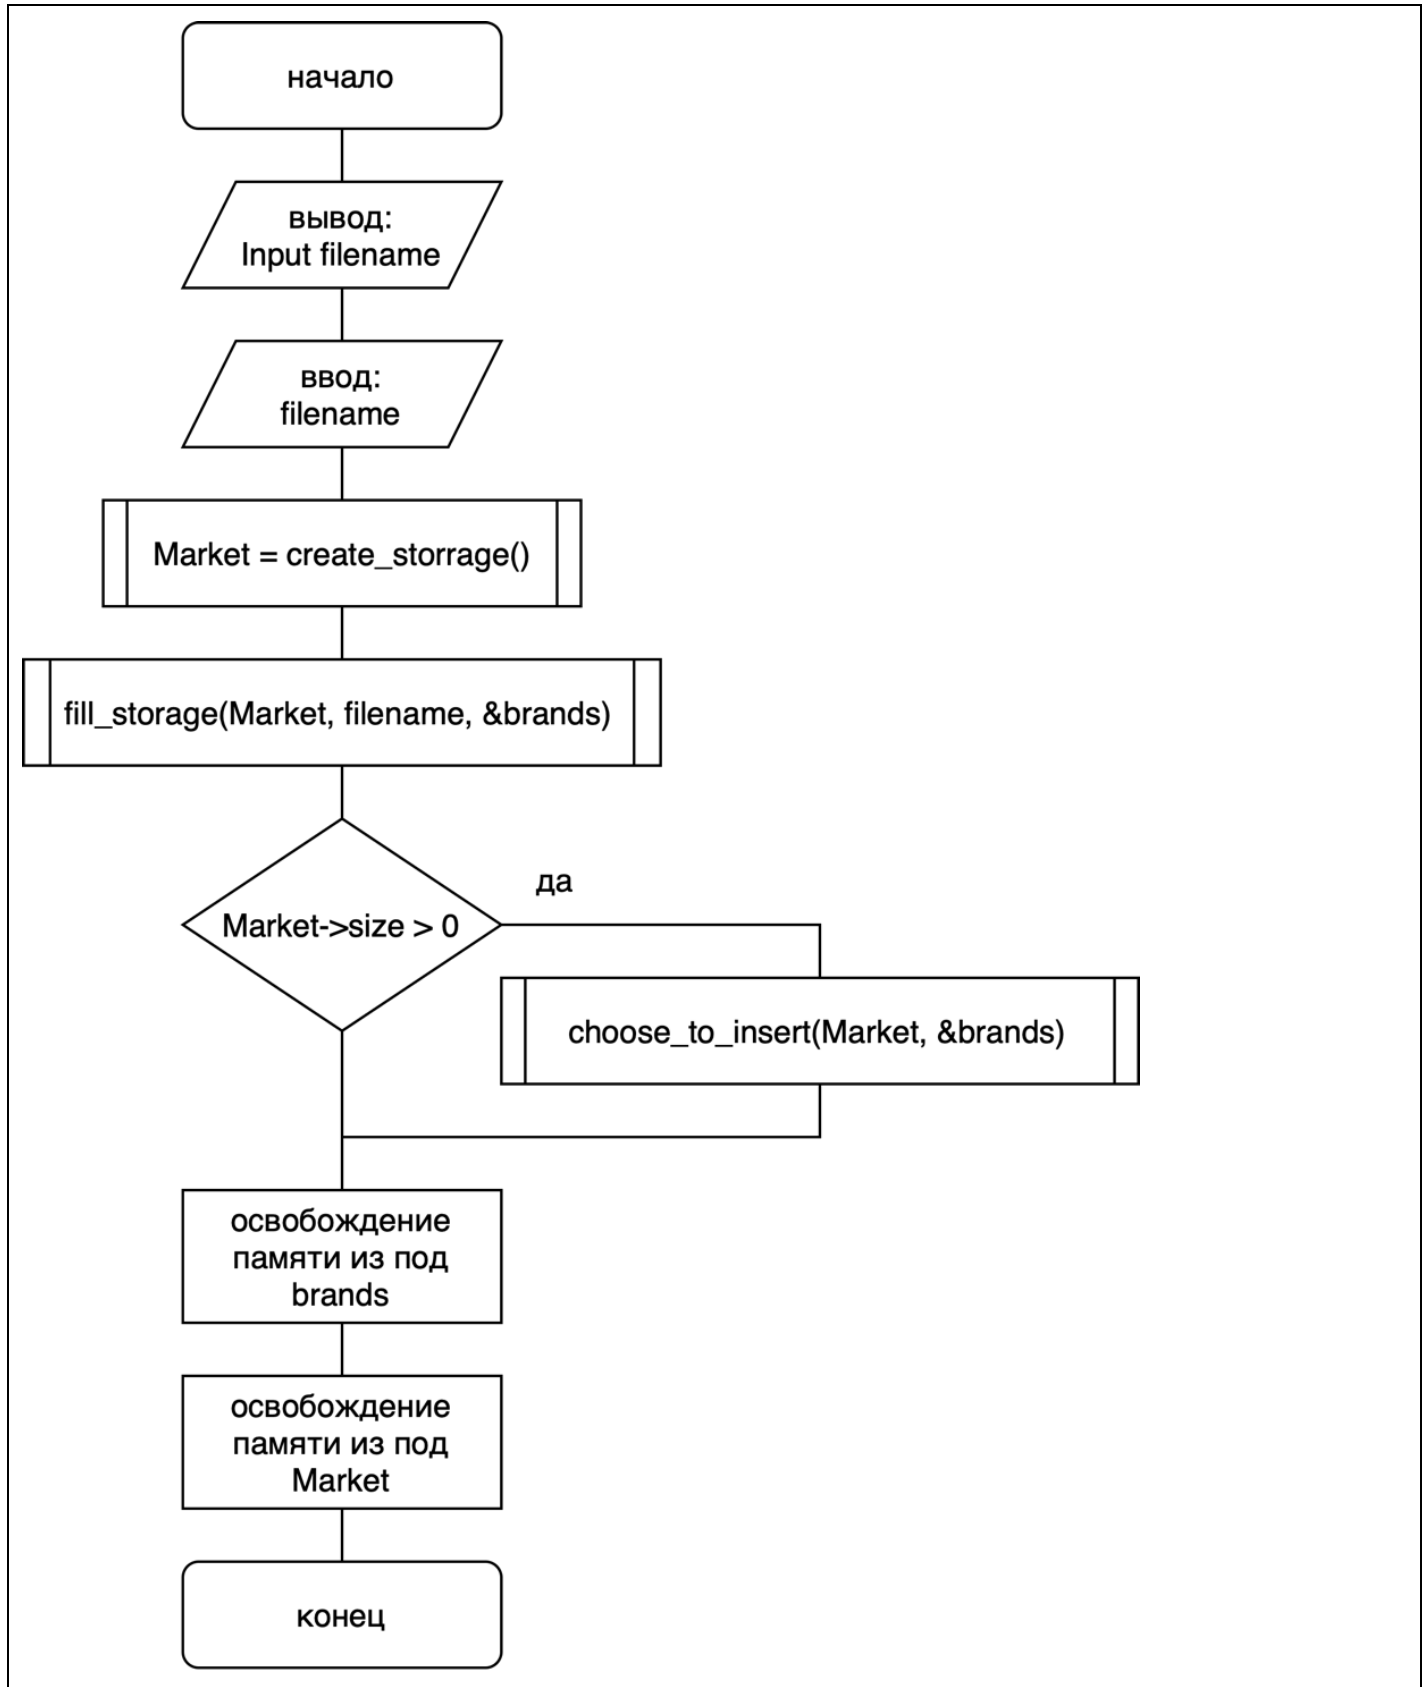 начало
вывод:
Input filename
ввод:
filename
Market = create_storrage()
fill_storage(Market, filename, &brands)
да
Market->size > 0
choose_to_insert(Market, &brands)
освобождение
памяти из под
brands
освобождение
памяти из под
Market
конец